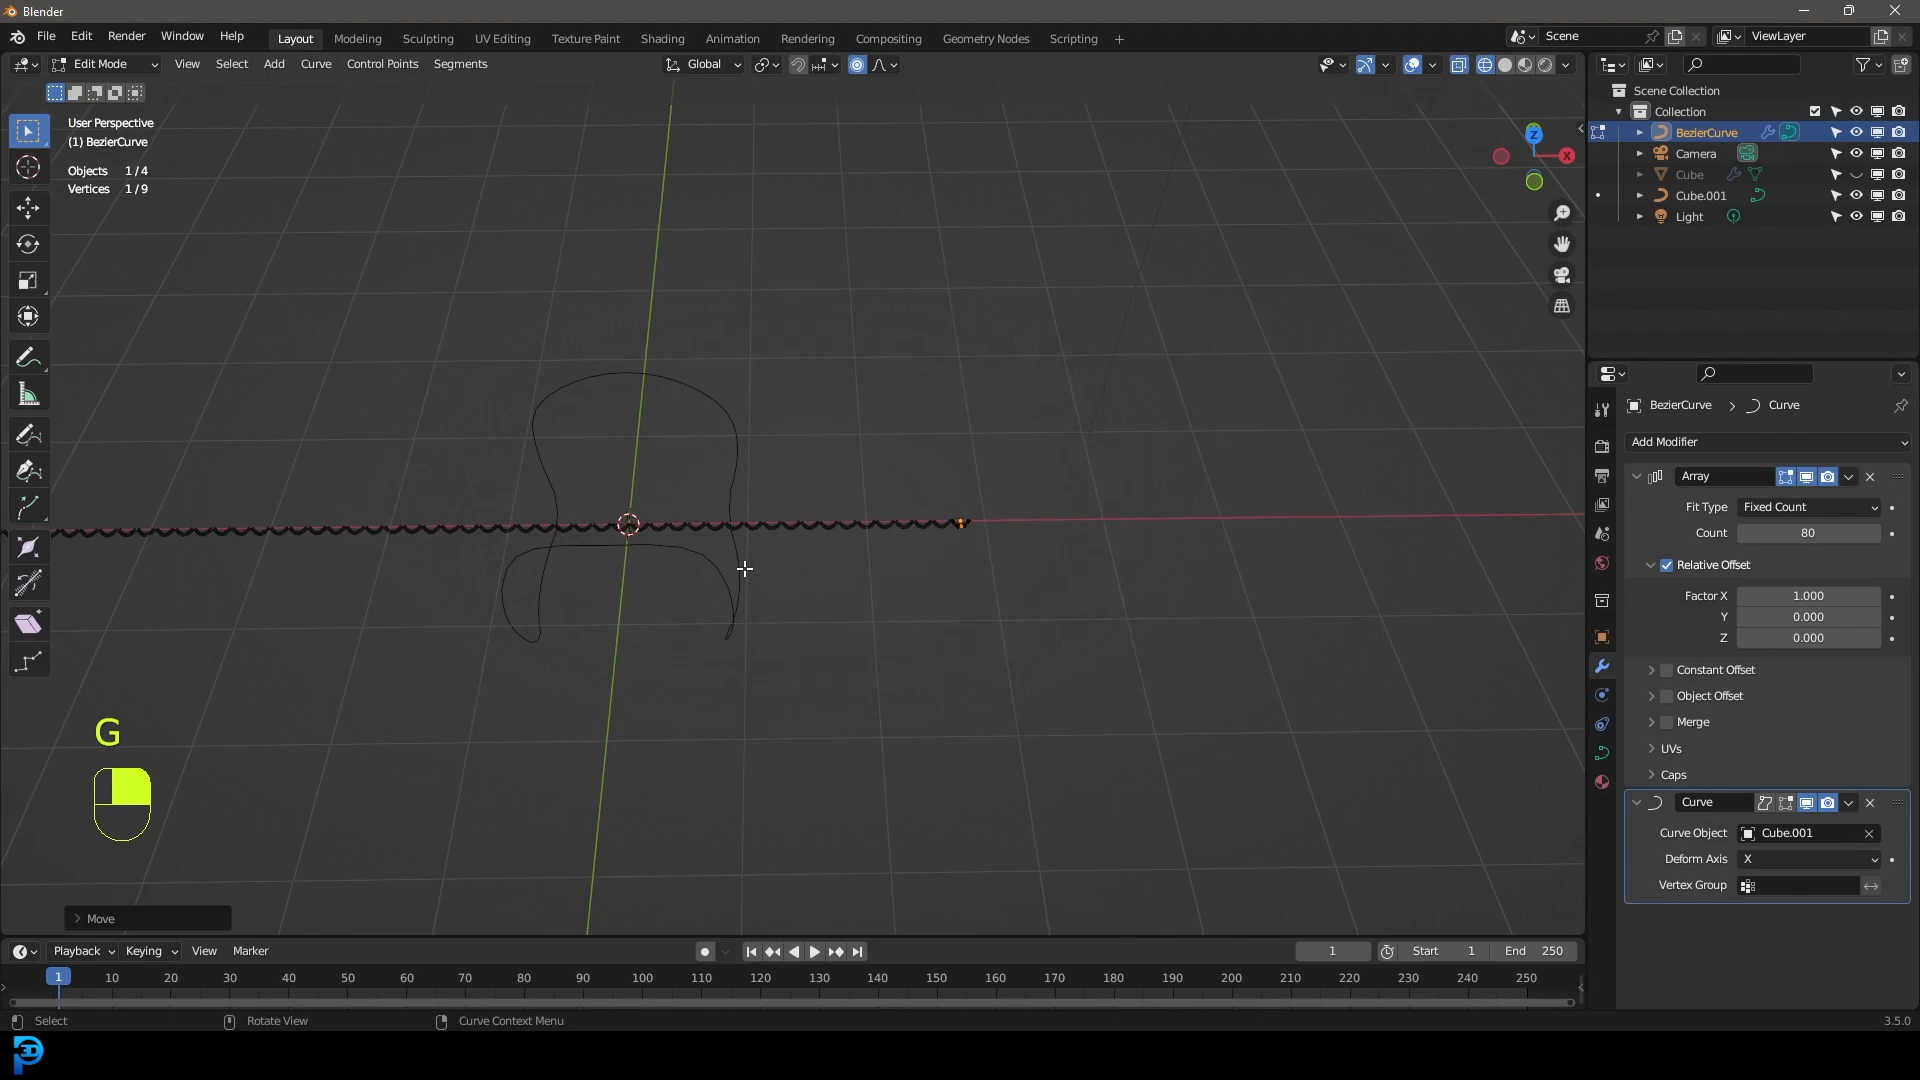 Blender
File Edit Render Window Help Layout Modeling Sculpting UV Editing Texture Paint Shading Animation Rendering Compositing Geometry Nodes Scripting + Scene ViewLayer
Edit Mode View Select Add Curve Control Points Segments Global
User Perspective
(1) BezierCurve
Objects 1/4
Vertices 1/9
Z
X
Scene Collection
Collection
BezierCurve
Camera
Cube
Cube.001
Light
BezierCurve > Curve
Add Modifier
Array
Fit Type Fixed Count
Count 80
Relative Offset
Factor X 1.000
Y 0.000
Z 0.000
Constant Offset
Object Offset
Merge
UVs
Caps
Curve
Curve Object Cube.001
Deform Axis X
Vertex Group
G
> Move
Playback Keying View Marker 1 Start 1 End 250
1 10 20 30 40 50 60 70 80 90 100 110 120 130 140 150 160 170 180 190 200 210 220 230 240 250
Select Rotate View Curve Context Menu 3.5.0
3D